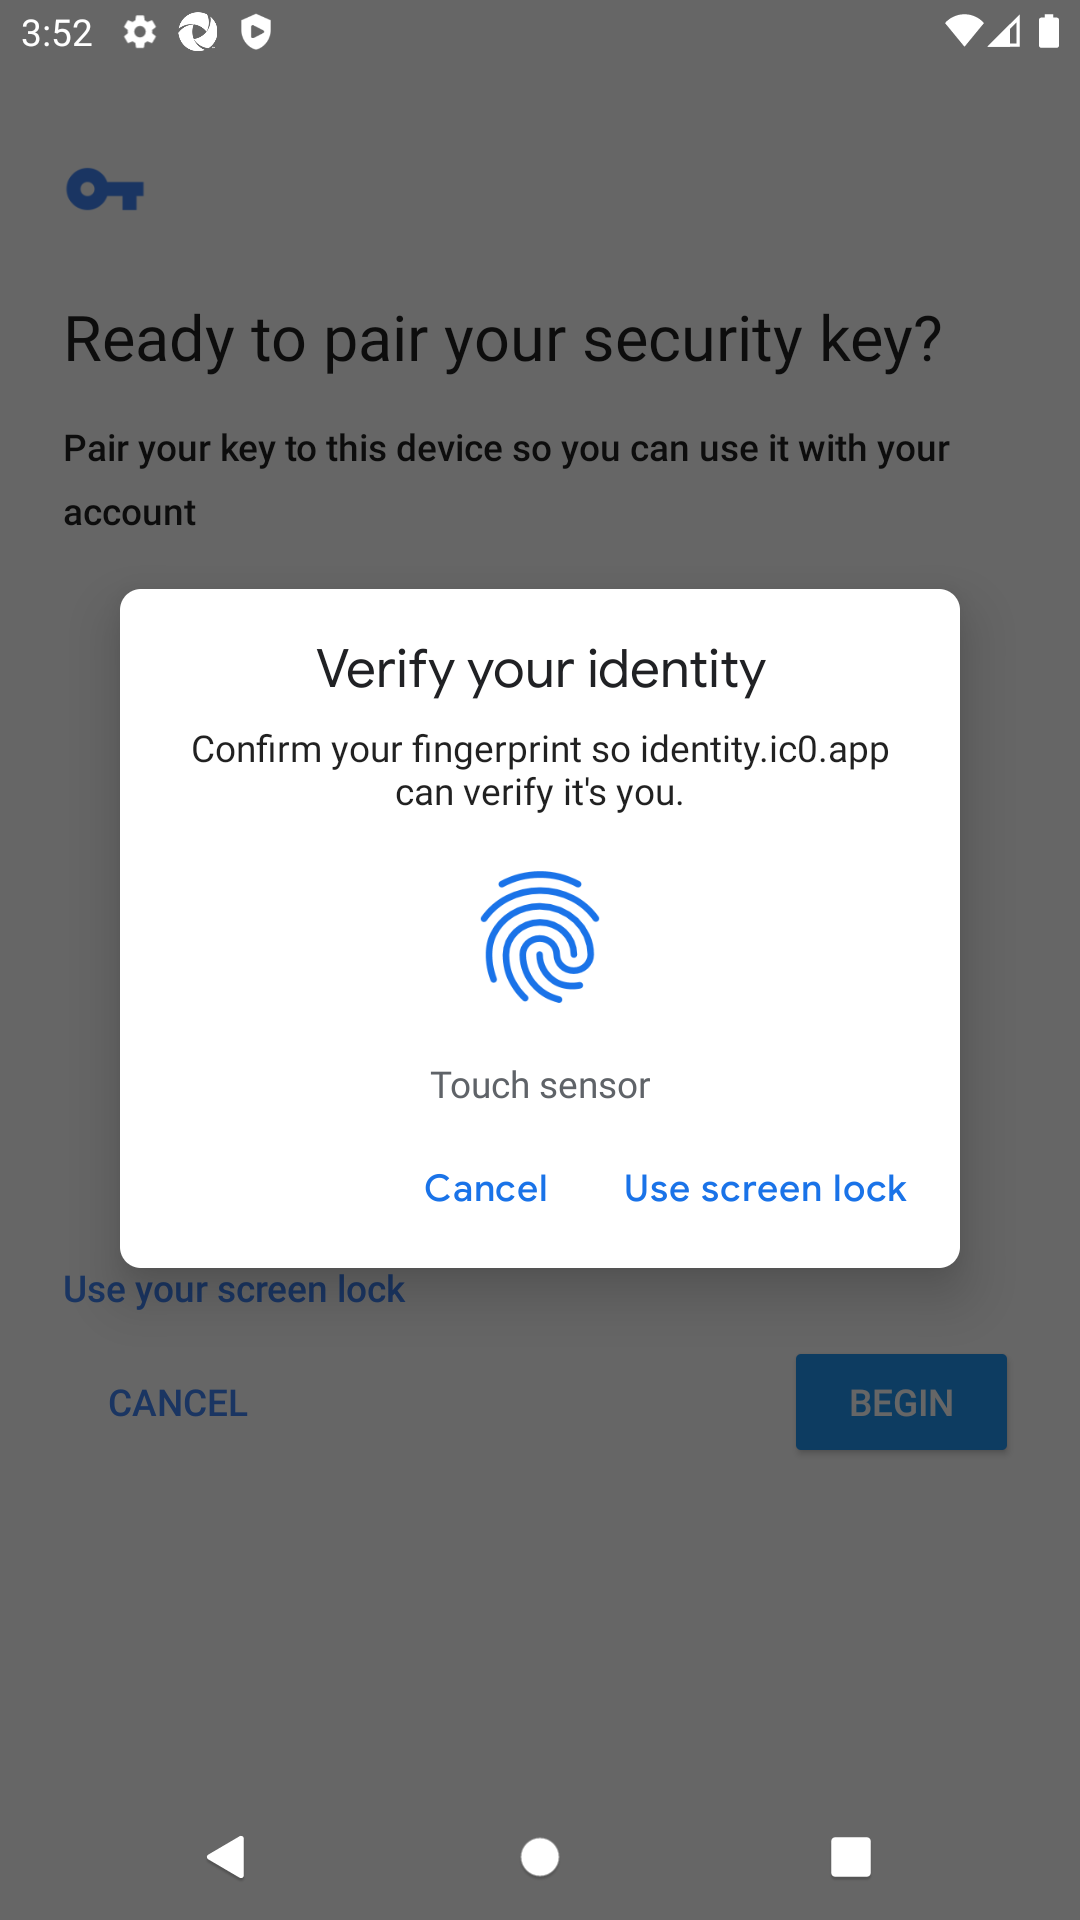 3:52
Ready to pair your security key?
Pair your key to this device so you can use it with your
account
Verify your identity
Confirm your fingerprint so identity.ic0.app
can verify it's you.
Touch sensor
Cancel
Use screen lock
Use your screen lock
CANCEL
BEGIN